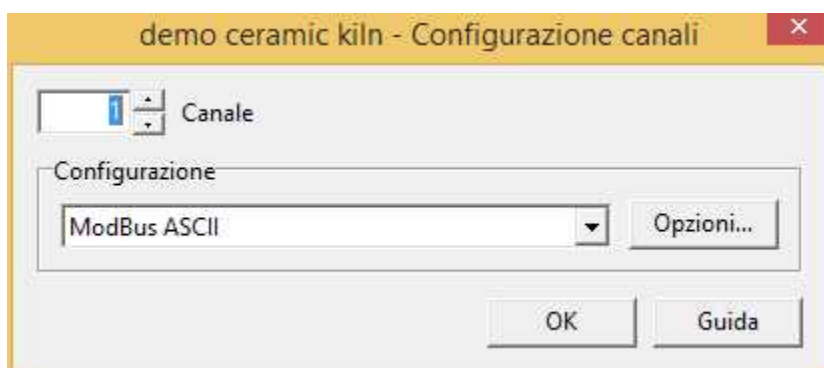 demo ceramic kiln - Configurazione canali
1 Canale
Configurazione
ModBus ASCII Opzioni...
OK Guida